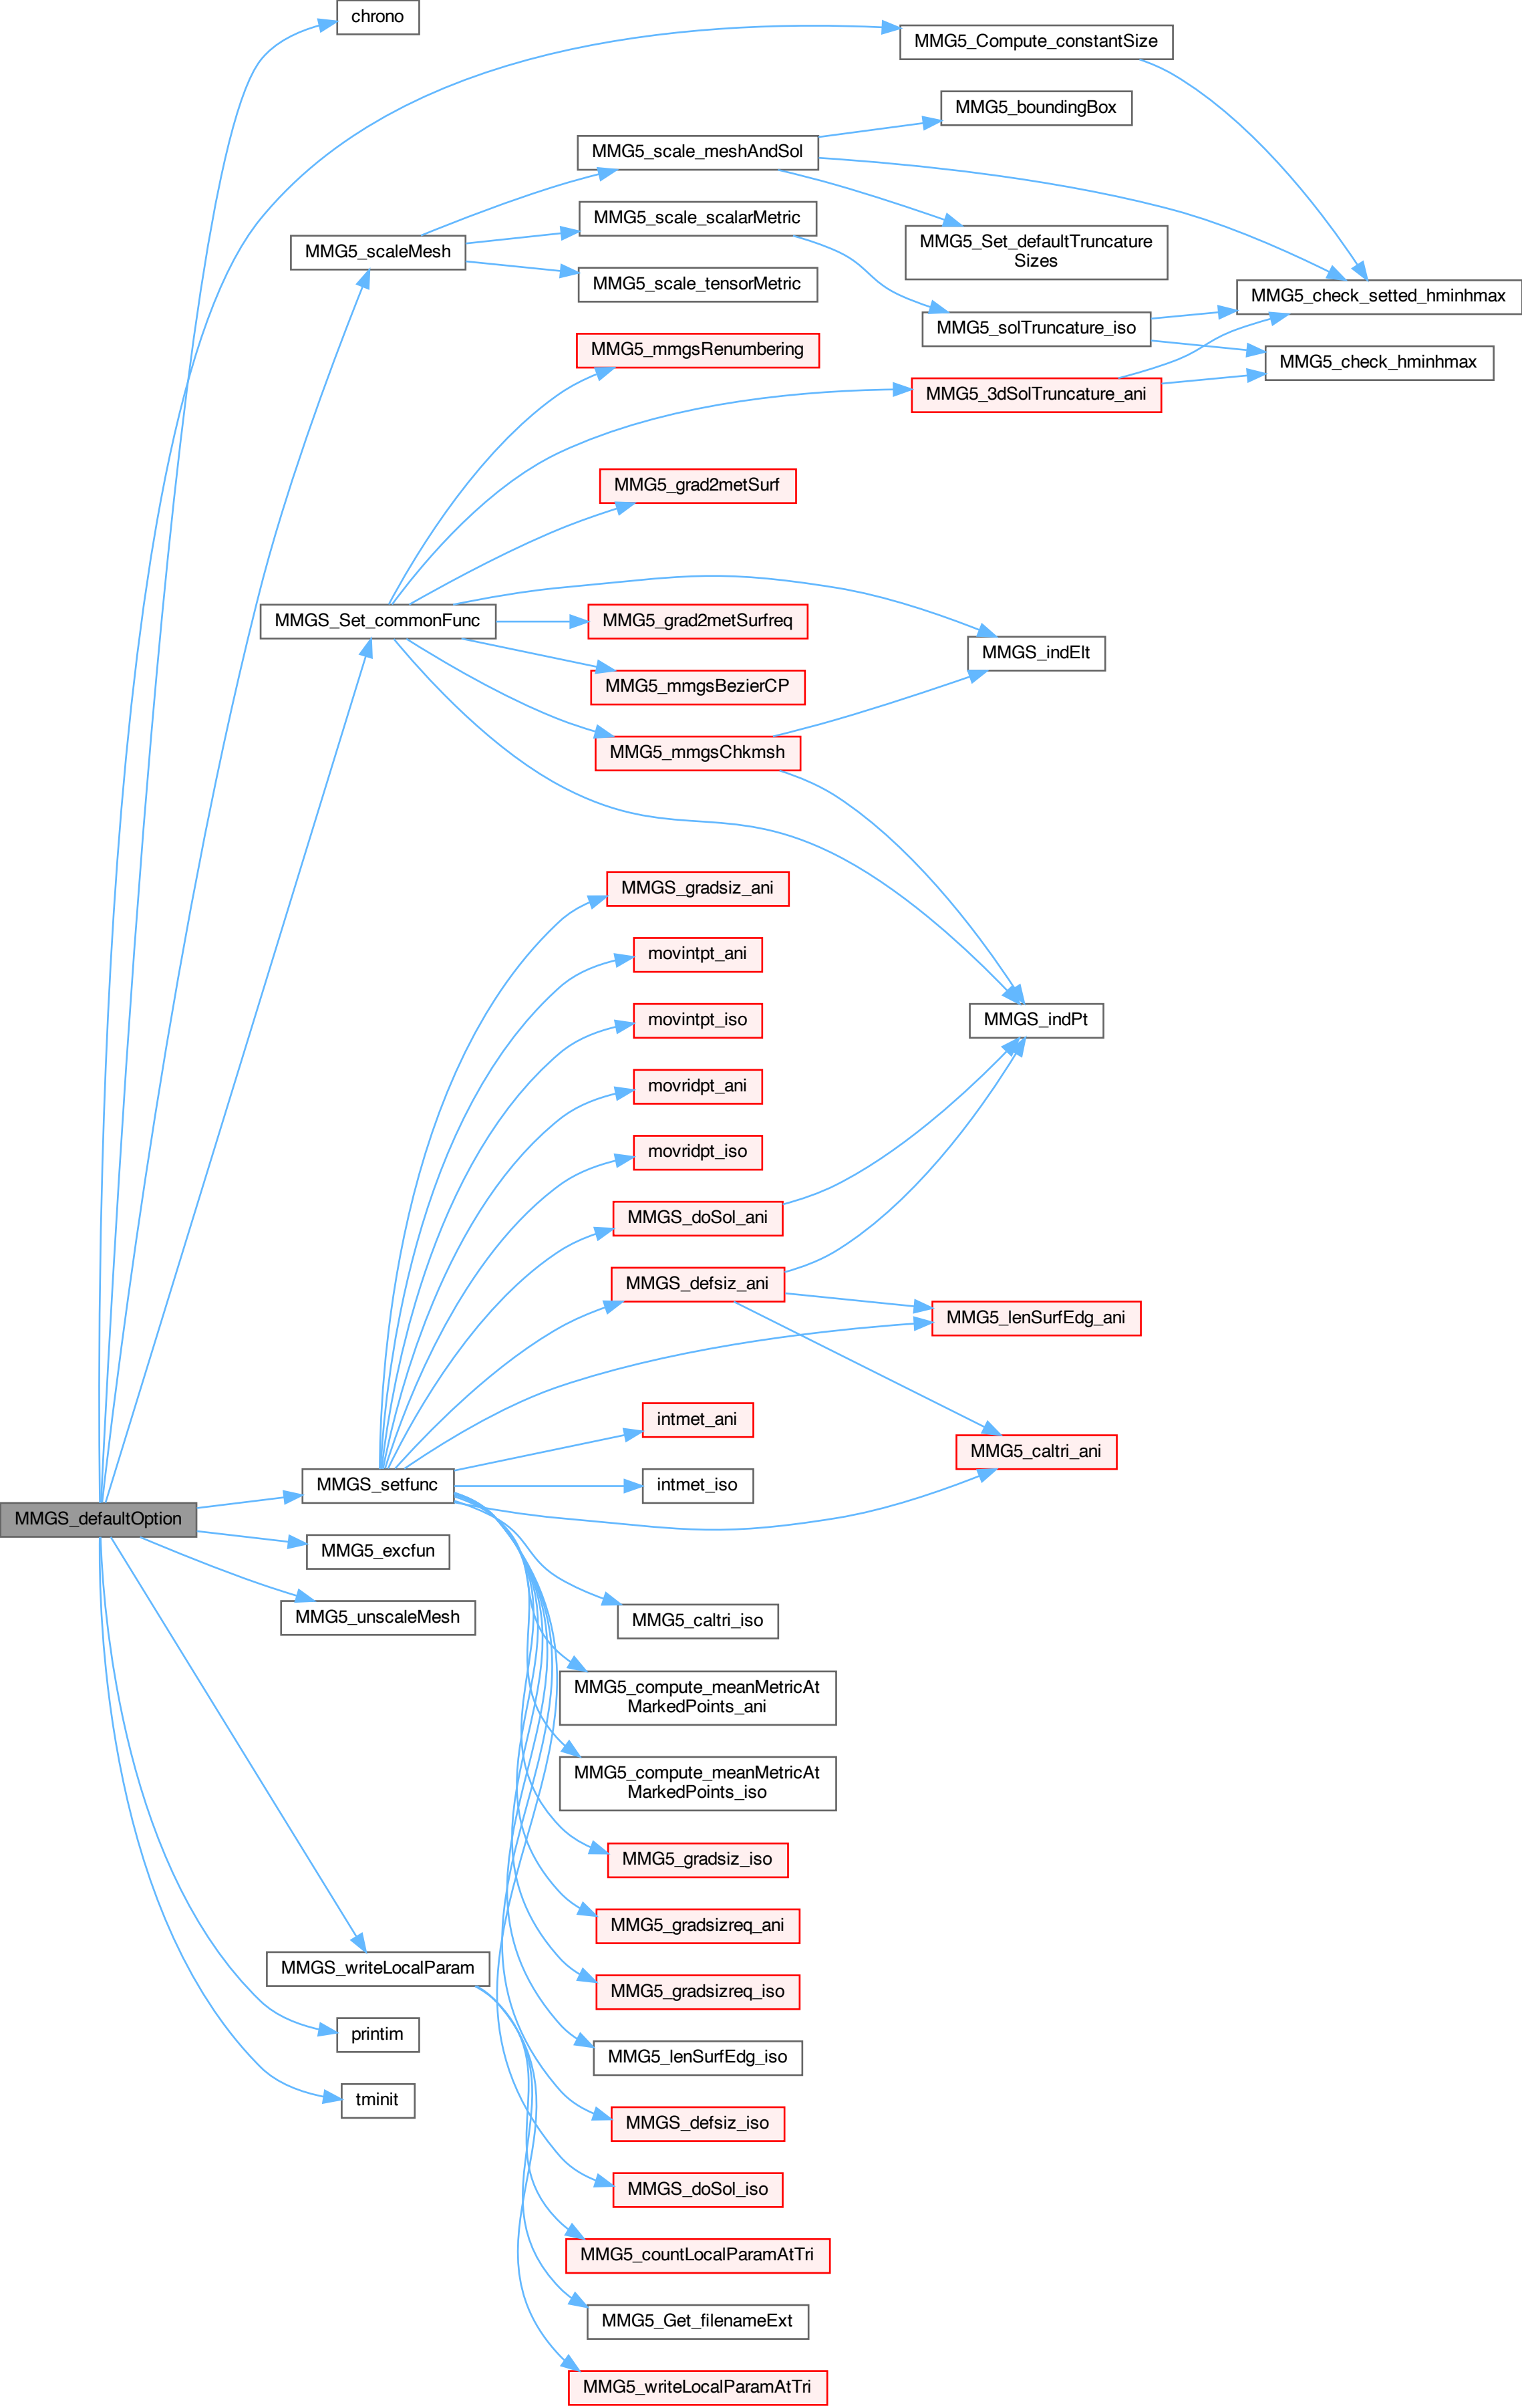 chrono
MMG5_Compute_constantSize
MMG5_boundingBox
MMG5_scale_meshAndSol
MMG5_scale_scalarMetric
MMG5_Set_defaultTruncature
Sizes
MMG5_scaleMesh
MMG5_scale_tensorMetric
MMG5_check_setted_hminhmax
MMG5_solTruncature_iso
MMG5_mmgsRenumbering
MMG5_check_hminhmax
MMG5_3dSolTruncature_ani
MMG5_grad2metSurf
MMGS_Set_commonFunc
MMG5_grad2metSurfreq
MMGS_indElt
MMG5_mmgsBezierCP
MMG5_mmgsChkmsh
MMGS_gradsiz_ani
movintpt_ani
movintpt_iso
MMGS_indPt
movridpt_ani
movridpt_iso
MMGS_doSol_ani
MMGS_defsiz_ani
MMG5_lenSurfEdg_ani
intmet_ani
MMG5_caltri_ani
MMGS_setfunc
intmet_iso
MMGS_defaultOption
MMG5_excfun
MMG5_unscaleMesh
MMG5_caltri_iso
MMG5_compute_meanMetricAt
MarkedPoints_ani
MMG5_compute_meanMetricAt
MarkedPoints_iso
MMG5_gradsiz_iso
MMG5_gradsizreq_ani
MMGS_writeLocalParam
MMG5_gradsizreq_iso
printim
MMG5_lenSurfEdg_iso
tminit
MMGS_defsiz_iso
MMGS_doSol_iso
MMG5_countLocalParamAtTri
MMG5_Get_filenameExt
MMG5_writeLocalParamAtTri